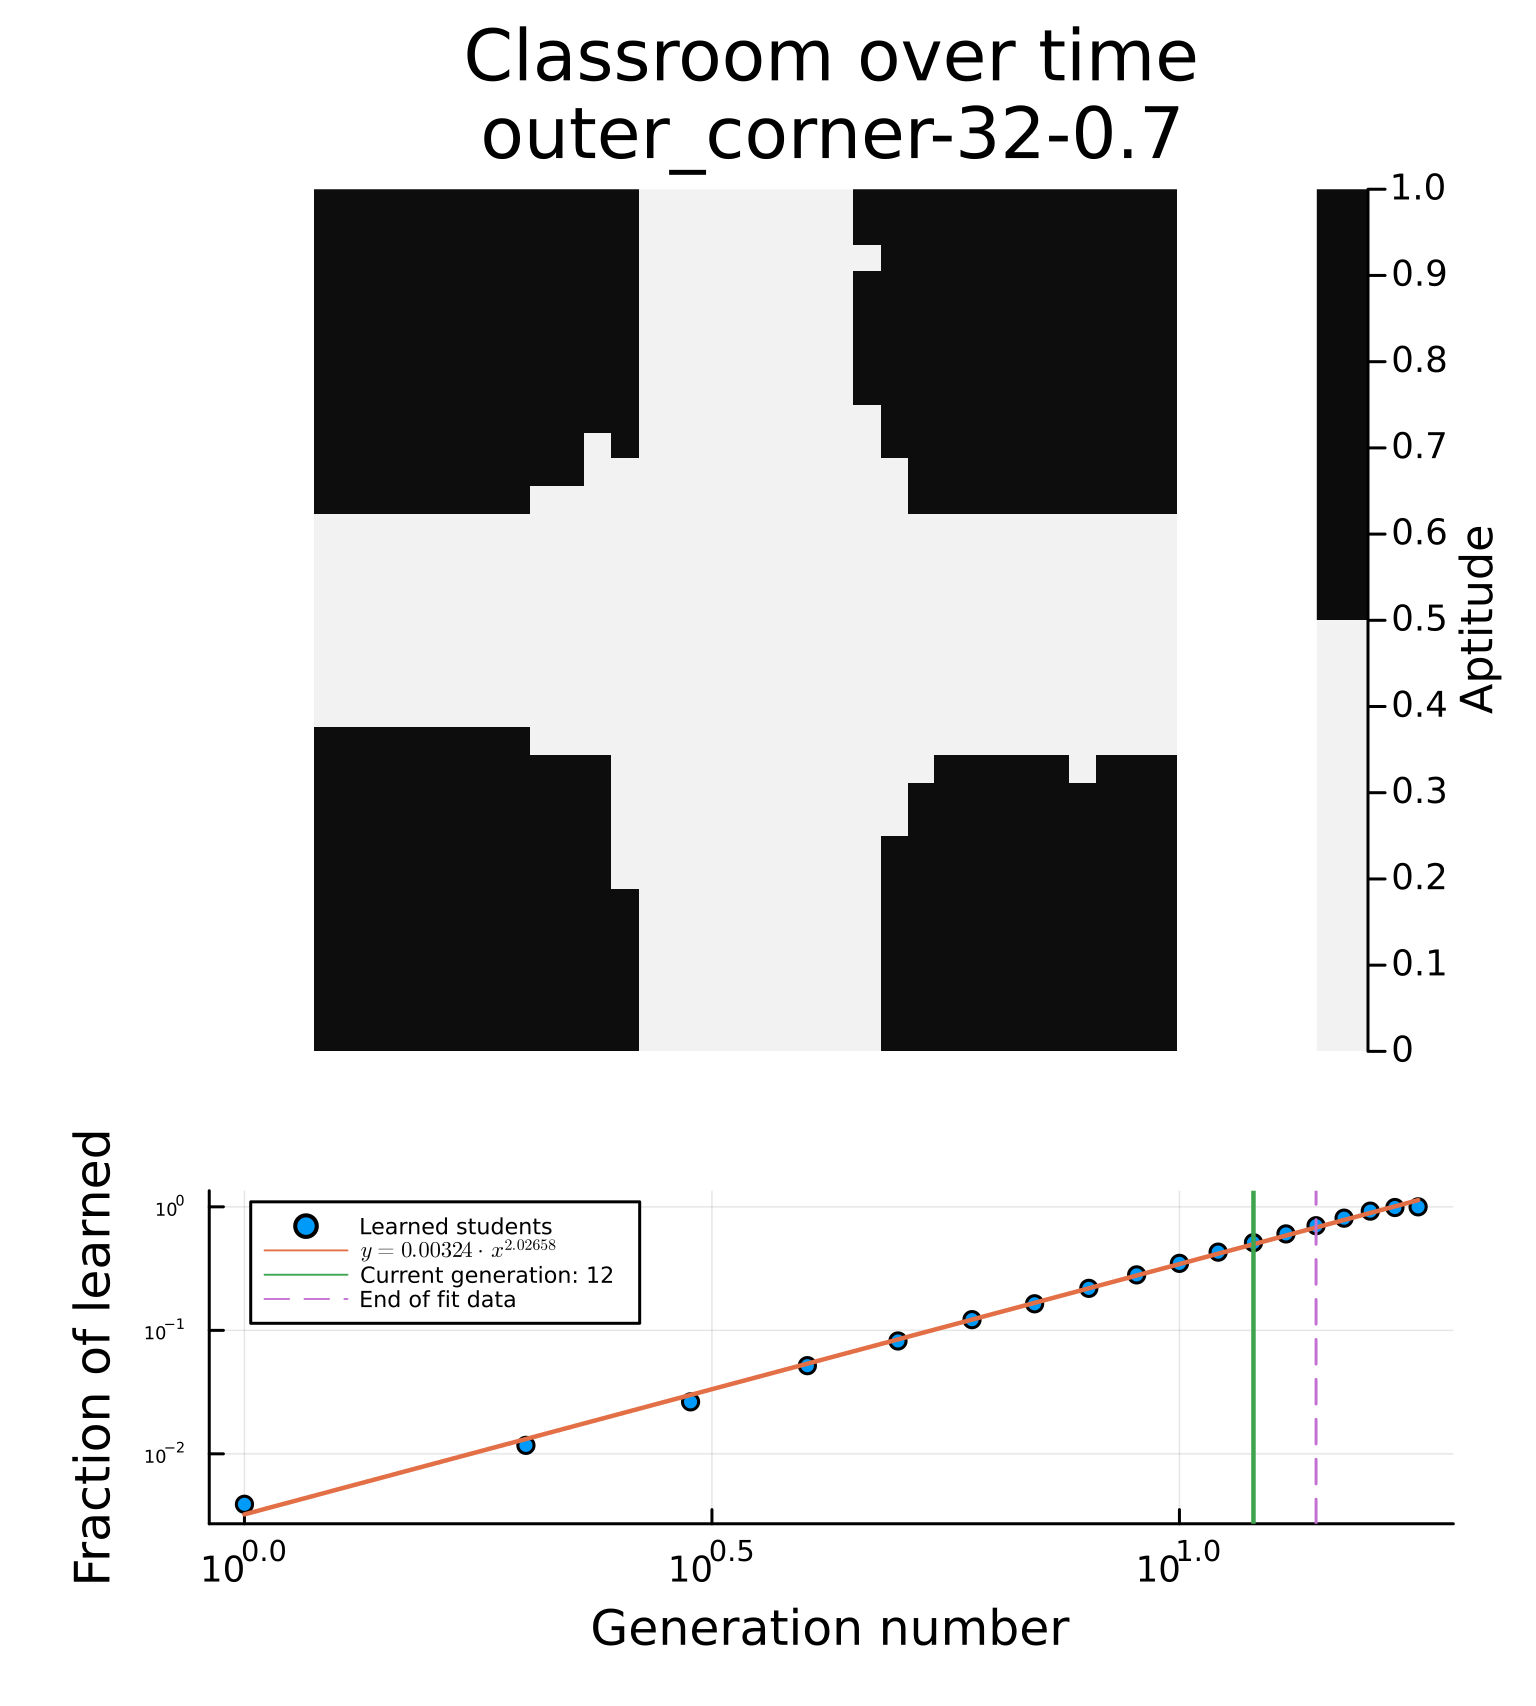 Classroom over time
outer_corner-32-0.7
1.0
0.9
0.8
0.7
0.6
0.5
0.4
0.3
0.2
0.1
0
Aptitude
Fraction of learned
10^0
10^−1
10^−2
Learned students
y = 0.00324 · x^2.02658
Current generation: 12
End of fit data
10^0.0 10^0.5 10^1.0
Generation number